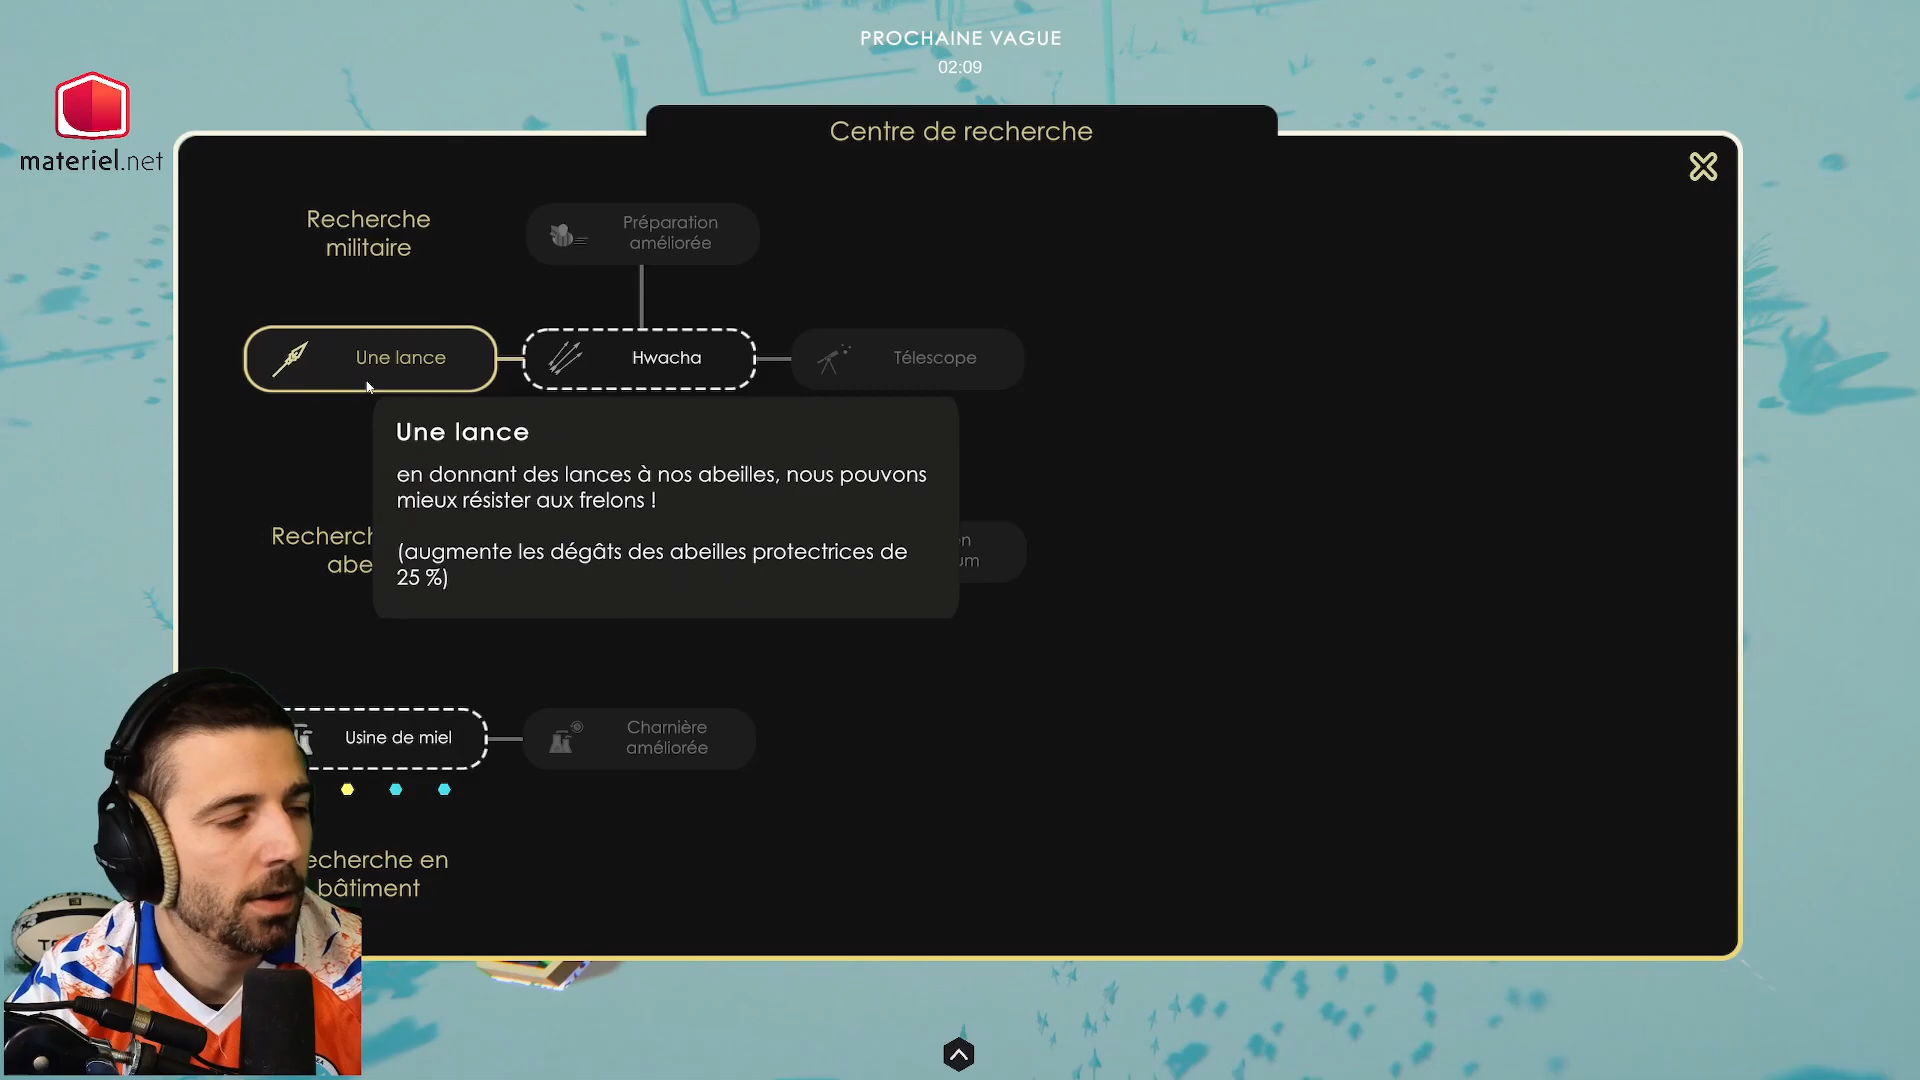 PROCHAINE VAGUE
02:09
materiel.net
Centre de recherche
Recherche
militaire
Préparation
améliorée
Une lance
Hwacha
Télescope
Une lance
en donnant des lances à nos abeilles, nous pouvons
mieux résister aux frelons !
(augmente les dégâts des abeilles protectrices de
25 %)
Usine de miel
Charnière
améliorée
bâtiment